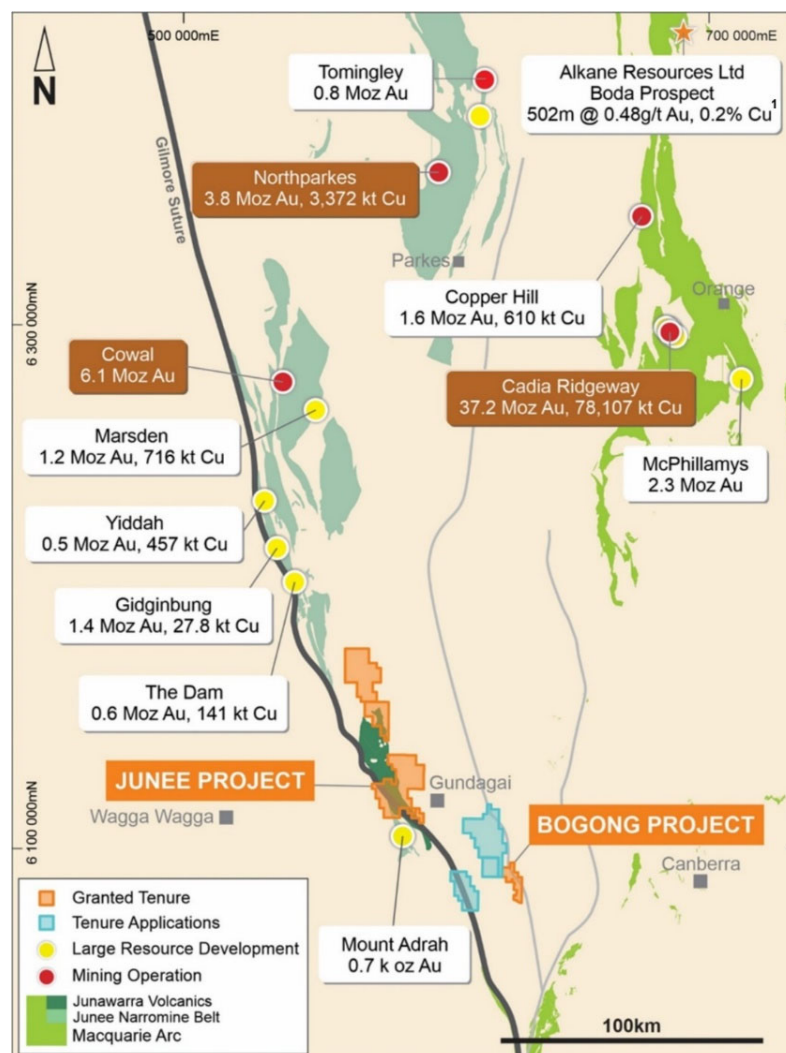 500 000mE
700 000mE
N
Gilmore Suture
Tomingley
0.8 Moz Au
Alkane Resources Ltd
Boda Prospect
502m @ 0.48g/t Au, 0.2% Cu1
Northparkes
3.8 Moz Au, 3,372 kt Cu
Parkes
Copper Hill
1.6 Moz Au, 610 kt Cu
Orange
6 300 000mN
Cowal
6.1 Moz Au
Cadia Ridgeway
37.2 Moz Au, 78,107 kt Cu
Marsden
1.2 Moz Au, 716 kt Cu
McPhillamys
2.3 Moz Au
Yiddah
0.5 Moz Au, 457 kt Cu
Gidginbung
1.4 Moz Au, 27.8 kt Cu
The Dam
0.6 Moz Au, 141 kt Cu
JUNEE PROJECT
Gundagai
Wagga Wagga
BOGONG PROJECT
6 100 000mN
Canberra
Mount Adrah
0.7 k oz Au
Granted Tenure
Tenure Applications
Large Resource Development
Mining Operation
Junawarra Volcanics
Junee Narromine Belt
Macquarie Arc
100km